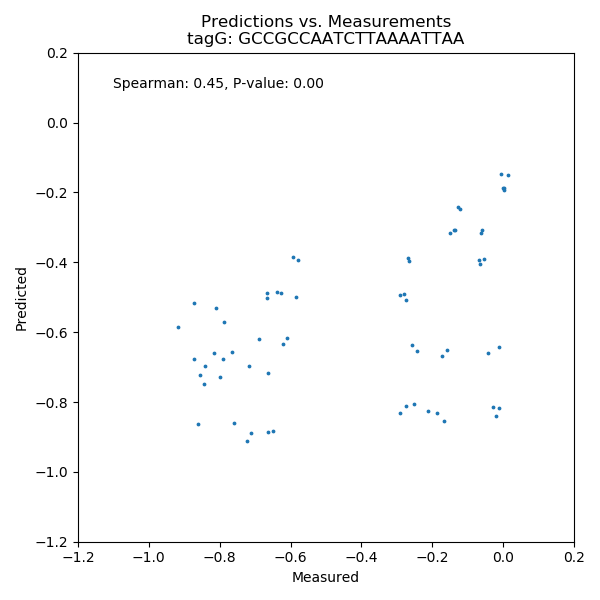 Predictions vs. Measurements
tagG: GCCGCCAATCTTAAAATTAA
Spearman: 0.45, P-value: 0.00
0.2
0.0
−0.2
−0.4
−0.6
−0.8
−1.0
−1.2
Predicted
−1.2 −1.0 −0.8 −0.6 −0.4 −0.2 0.0 0.2
Measured